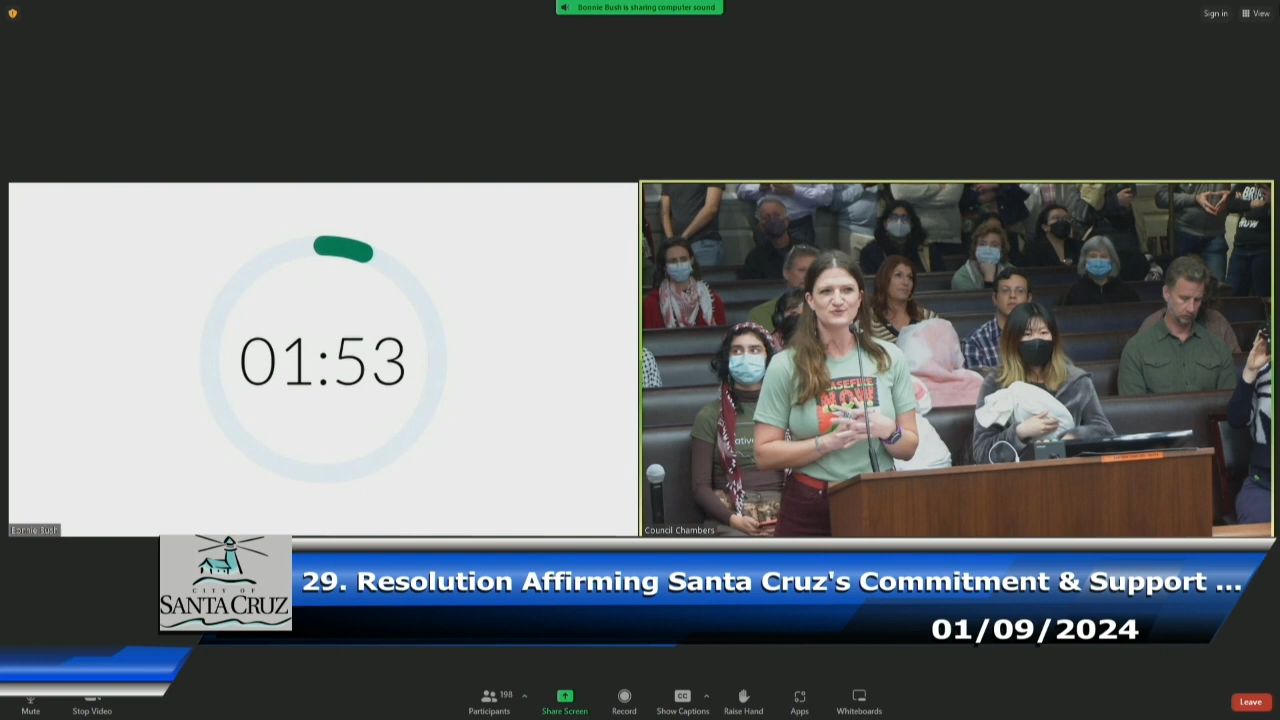 Bonnie Bush is sharing computer sound
Sign in
View
01:53
CEASEFIRE
NOW!
Bonnie Bush
Council Chambers
CITY OF
SANTA CRUZ
29. Resolution Affirming Santa Cruz's Commitment & Support ...
01/09/2024
Mute
Stop Video
Participants
198
Share Screen
CC
Show Captions
Record
Raise Hand
Apps
Whiteboards
Leave